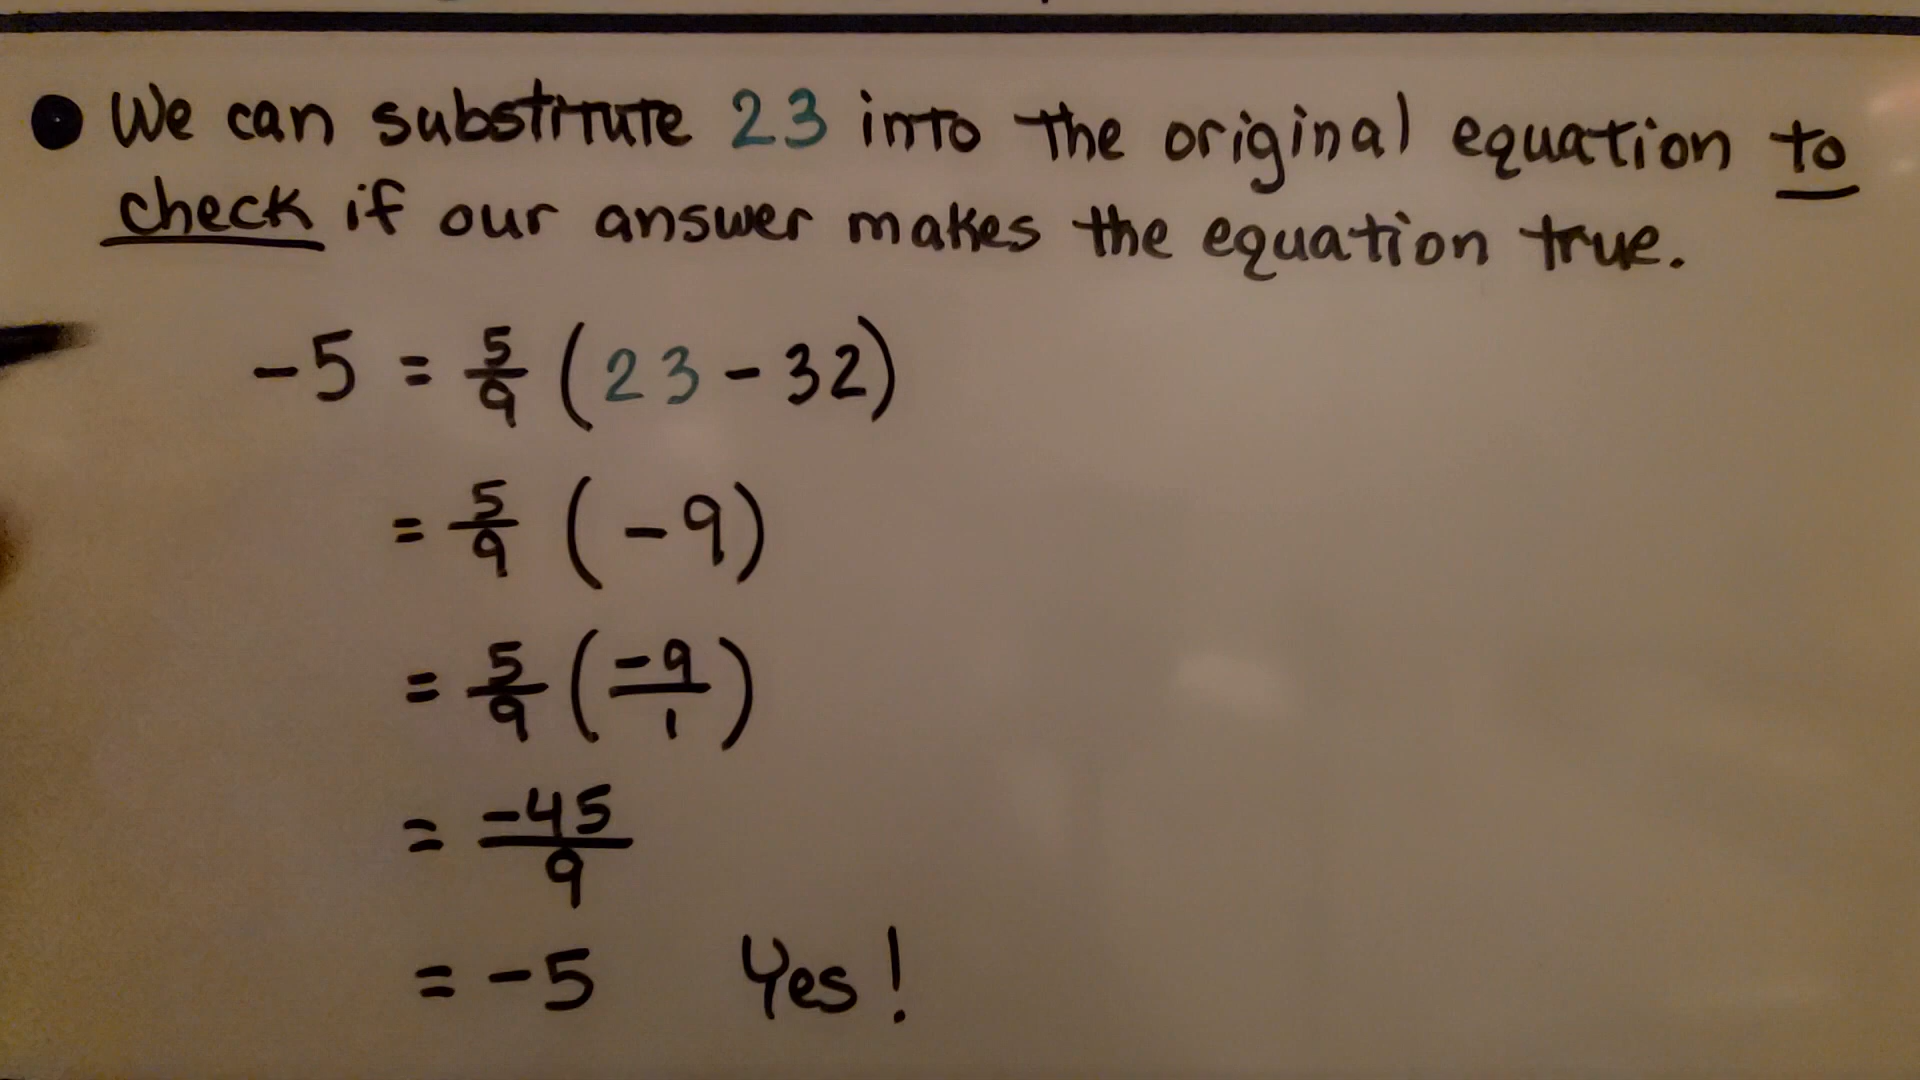 ● We can substitute 23 into the original equation to
check if our answer makes the equation true.
-5 = 5/9 (23 - 32)
= 5/9 (-9)
= 5/9 (-9/1)
= -45/9
= -5 Yes!